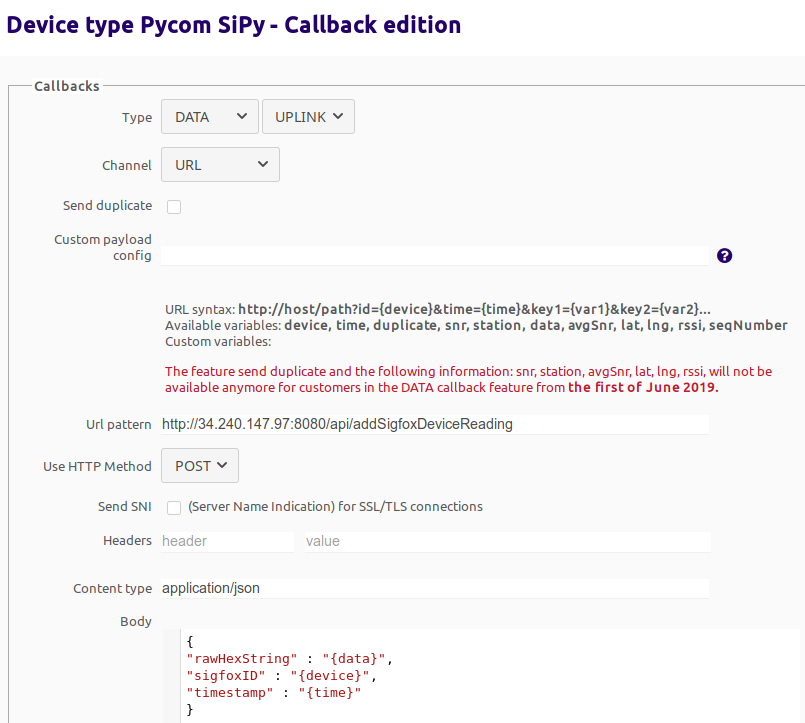 Device type Pycom SiPy - Callback edition
Callbacks
Type DATA UPLINK
Channel URL
Send duplicate
Custom payload
config ?
URL syntax: http://host/path?id={device}&time={time}&key1={var1}&key2={var2}...
Available variables: device, time, duplicate, snr, station, data, avgSnr, lat, lng, rssi, seqNumber
Custom variables:
The feature send duplicate and the following information: snr, station, avgSnr, lat, lng, rssi, will not be
available anymore for customers in the DATA callback feature from the first of June 2019.
Url pattern http://34.240.147.97:8080/api/addSigfoxDeviceReading
Use HTTP Method POST
Send SNI (Server Name Indication) for SSL/TLS connections
Headers header value
Content type application/json
Body
{
"rawHexString" : "{data}",
"sigfoxID" : "{device}",
"timestamp" : "{time}"
}